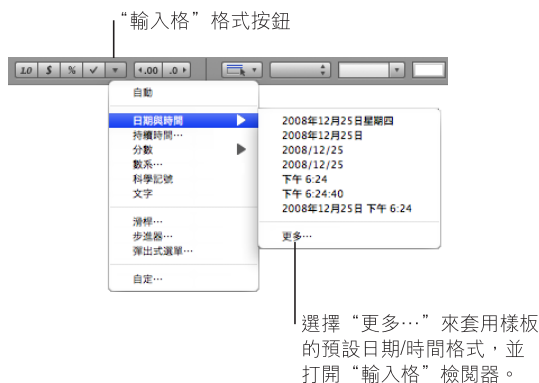 “輸入格”格式按鈕
1.0 $ % ✓ .00 .0
自動
日期與時間
持續時間…
分數
數系…
科學記號
文字
滑桿…
步進器…
彈出式選單…
自定…
2008年12月25日星期四
2008年12月25日
2008/12/25
2008/12/25
下午 6:24
下午 6:24:40
2008年12月25日 下午 6:24
更多…
選擇“更多…”來套用樣板
的預設日期/時間格式，並
打開“輸入格”檢閱器。